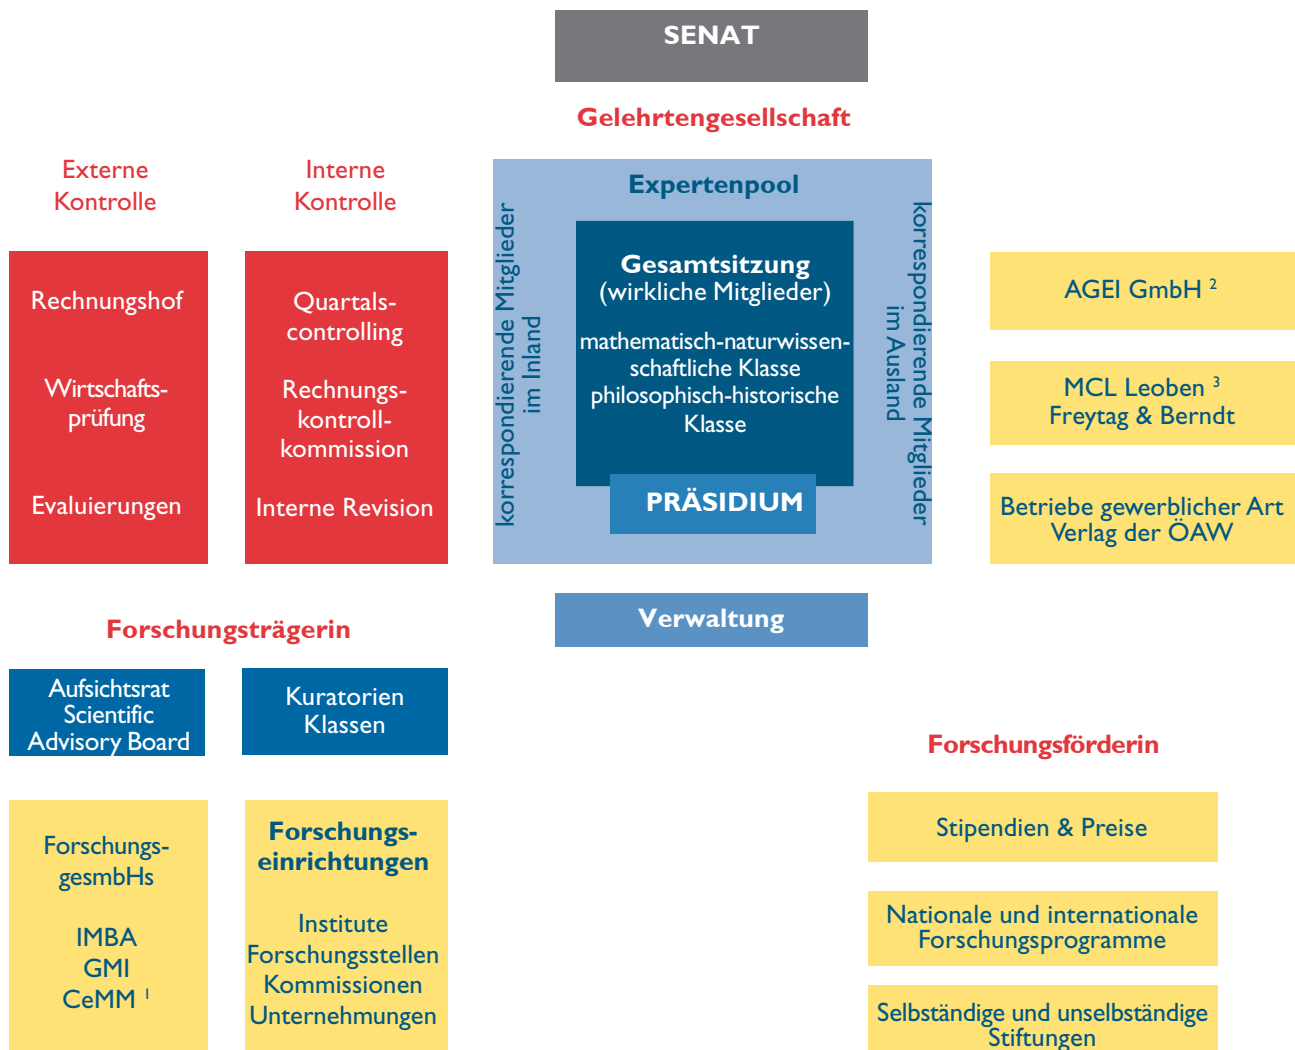 SENAT
Gelehrtengesellschaft
Externe
Kontrolle
Rechnungshof
Wirtschafts-
prüfung
Evaluierungen
Interne
Kontrolle
Quartals-
controlling
Rechnungs-
kontroll-
kommission
Interne Revision
Expertenpool
korrespondierende Mitglieder
im Inland
Gesamtsitzung
(wirkliche Mitglieder)
mathematisch-naturwissen-
schaftliche Klasse
philosophisch-historische
Klasse
PRÄSIDIUM
korrespondierende Mitglieder
im Ausland
AGEI GmbH ²
MCL Leoben ³
Freytag & Berndt
Betriebe gewerblicher Art
Verlag der ÖAW
Verwaltung
Forschungsträgerin
Aufsichtsrat
Scientific
Advisory Board
Kuratorien
Klassen
Forschungs-
gesmbHs
IMBA
GMI
CeMM ¹
Forschungs-
einrichtungen
Institute
Forschungsstellen
Kommissionen
Unternehmungen
Forschungsförderin
Stipendien & Preise
Nationale und internationale
Forschungsprogramme
Selbständige und unselbständige
Stiftungen